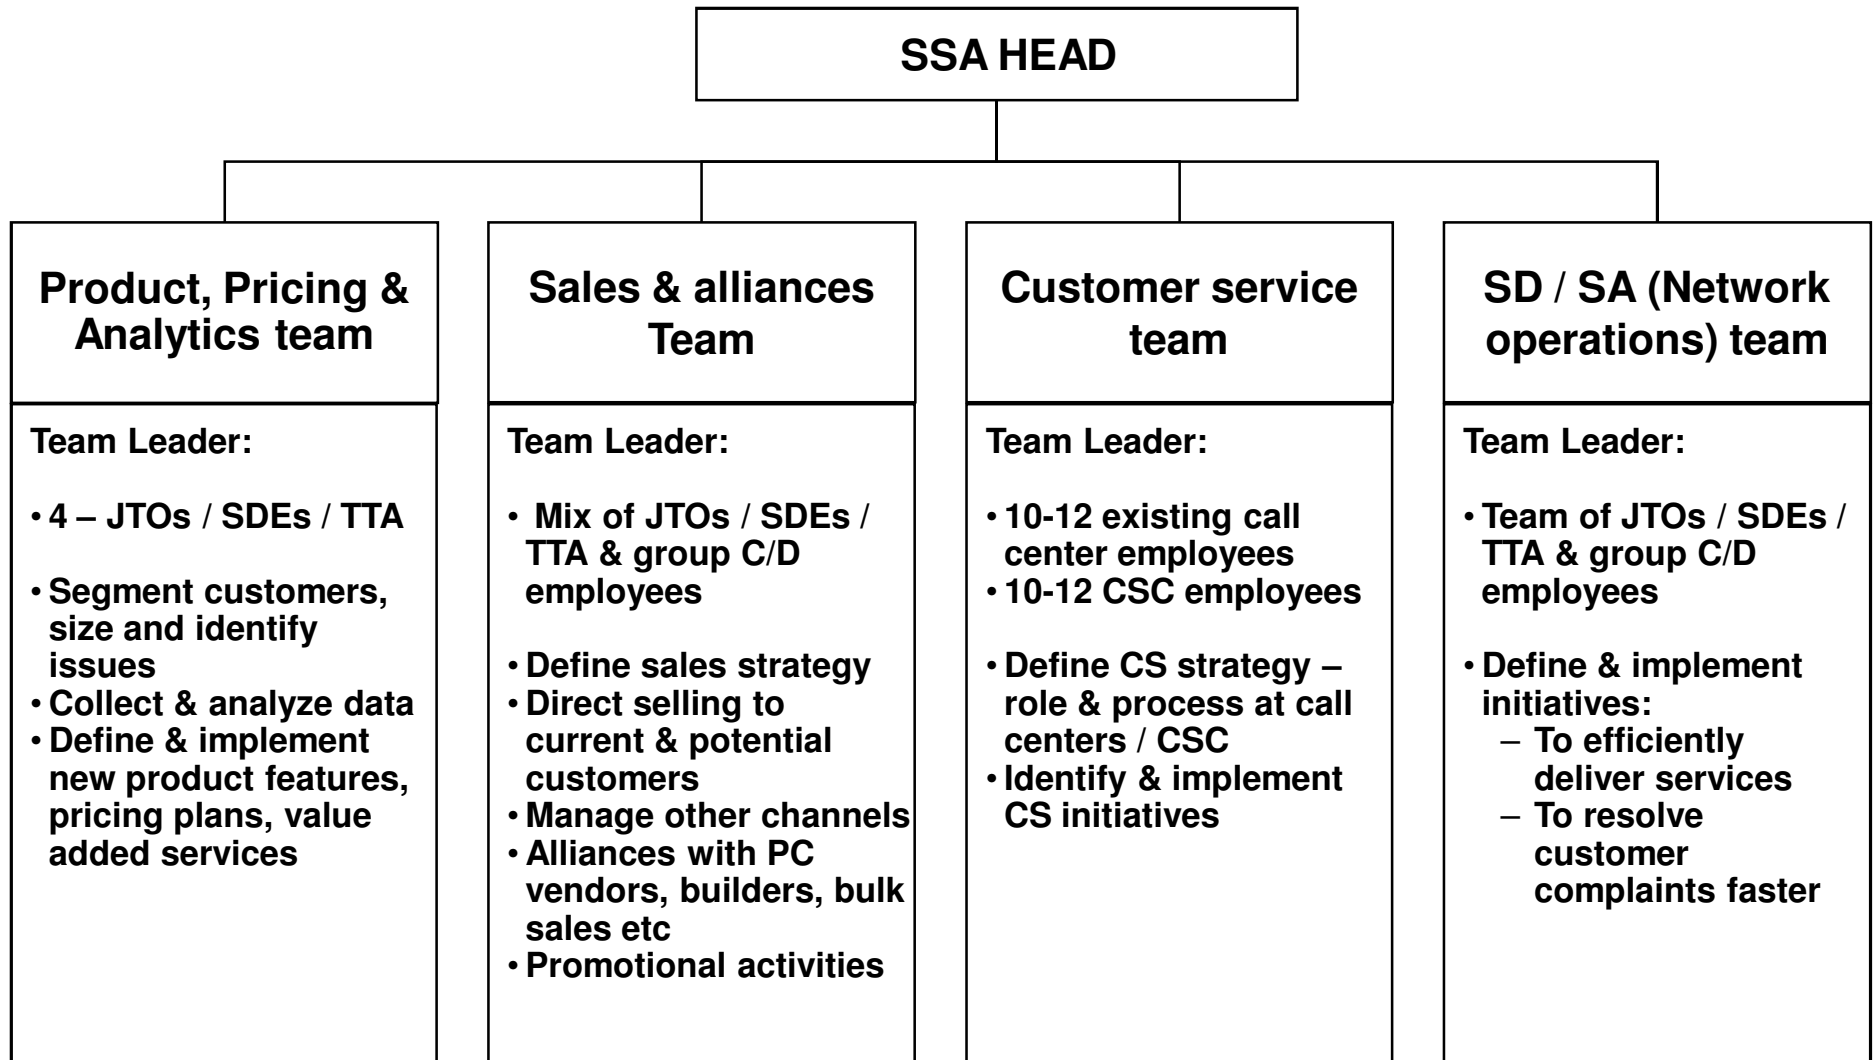 SSA HEAD
Product, Pricing &
Analytics team
Team Leader:
• 4 – JTOs / SDEs / TTA
• Segment customers,
size and identify
issues
• Collect & analyze data
• Define & implement
new product features,
pricing plans, value
added services
Sales & alliances
Team
Team Leader:
• Mix of JTOs / SDEs /
TTA & group C/D
employees
• Define sales strategy
• Direct selling to
current & potential
customers
• Manage other channels
• Alliances with PC
vendors, builders, bulk
sales etc
• Promotional activities
Customer service
team
Team Leader:
• 10-12 existing call
center employees
• 10-12 CSC employees
• Define CS strategy –
role & process at call
centers / CSC
• Identify & implement
CS initiatives
SD / SA (Network
operations) team
Team Leader:
• Team of JTOs / SDEs /
TTA & group C/D
employees
• Define & implement
initiatives:
– To efficiently
deliver services
– To resolve
customer
complaints faster